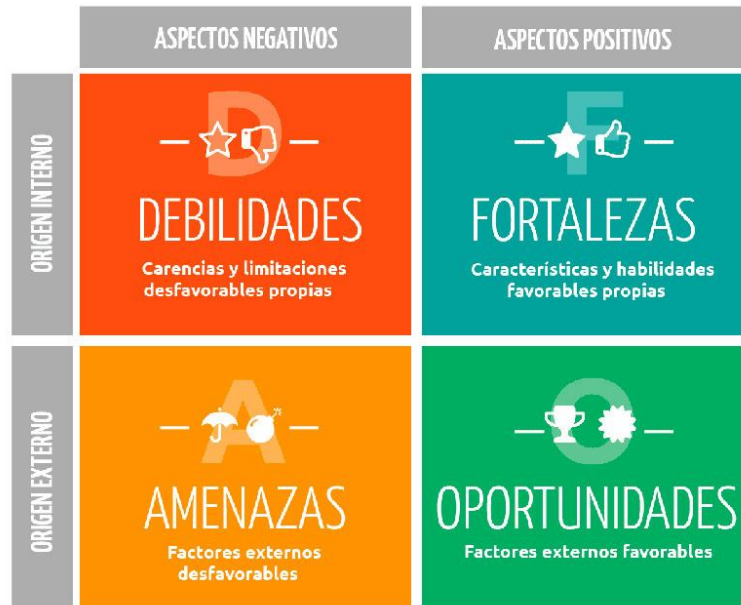 ASPECTOS NEGATIVOS
ASPECTOS POSITIVOS
ORIGEN INTERNO
D
DEBILIDADES
Carencias y limitaciones
desfavorables propias
F
FORTALEZAS
Características y habilidades
favorables propias
ORIGEN EXTERNO
A
AMENAZAS
Factores externos
desfavorables
O
OPORTUNIDADES
Factores externos favorables